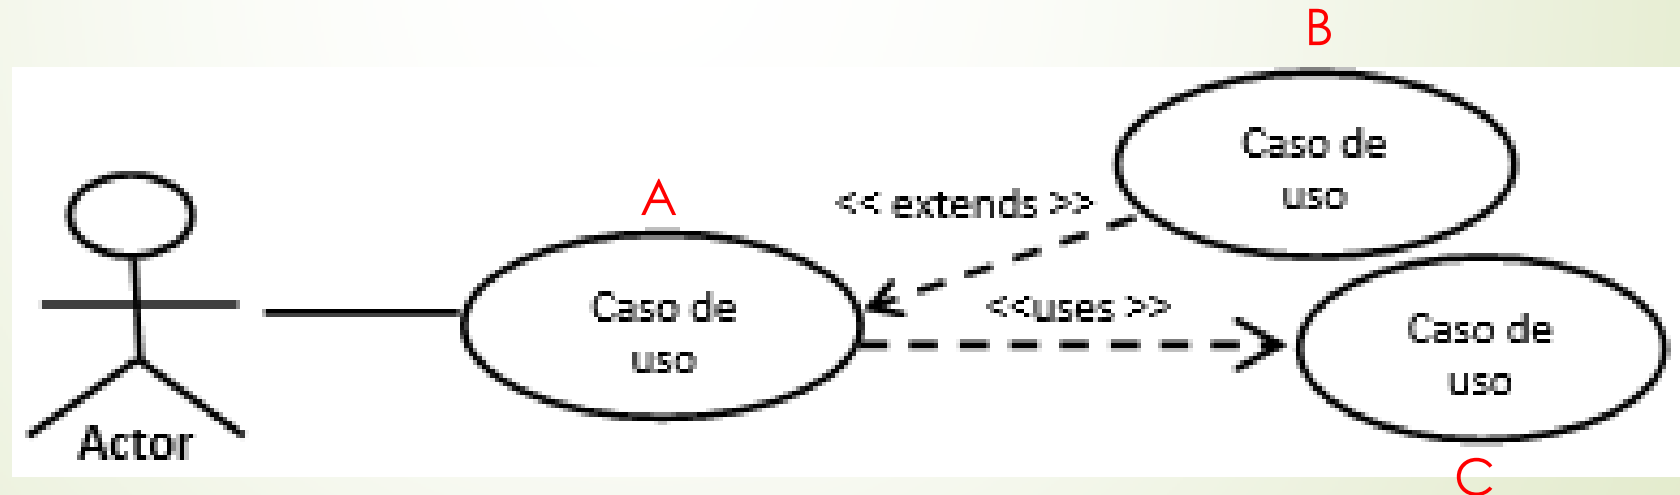 B
Caso de
uso
A
<< extends >>
Caso de
uso
<<uses >>
Caso de
uso
Actor
C